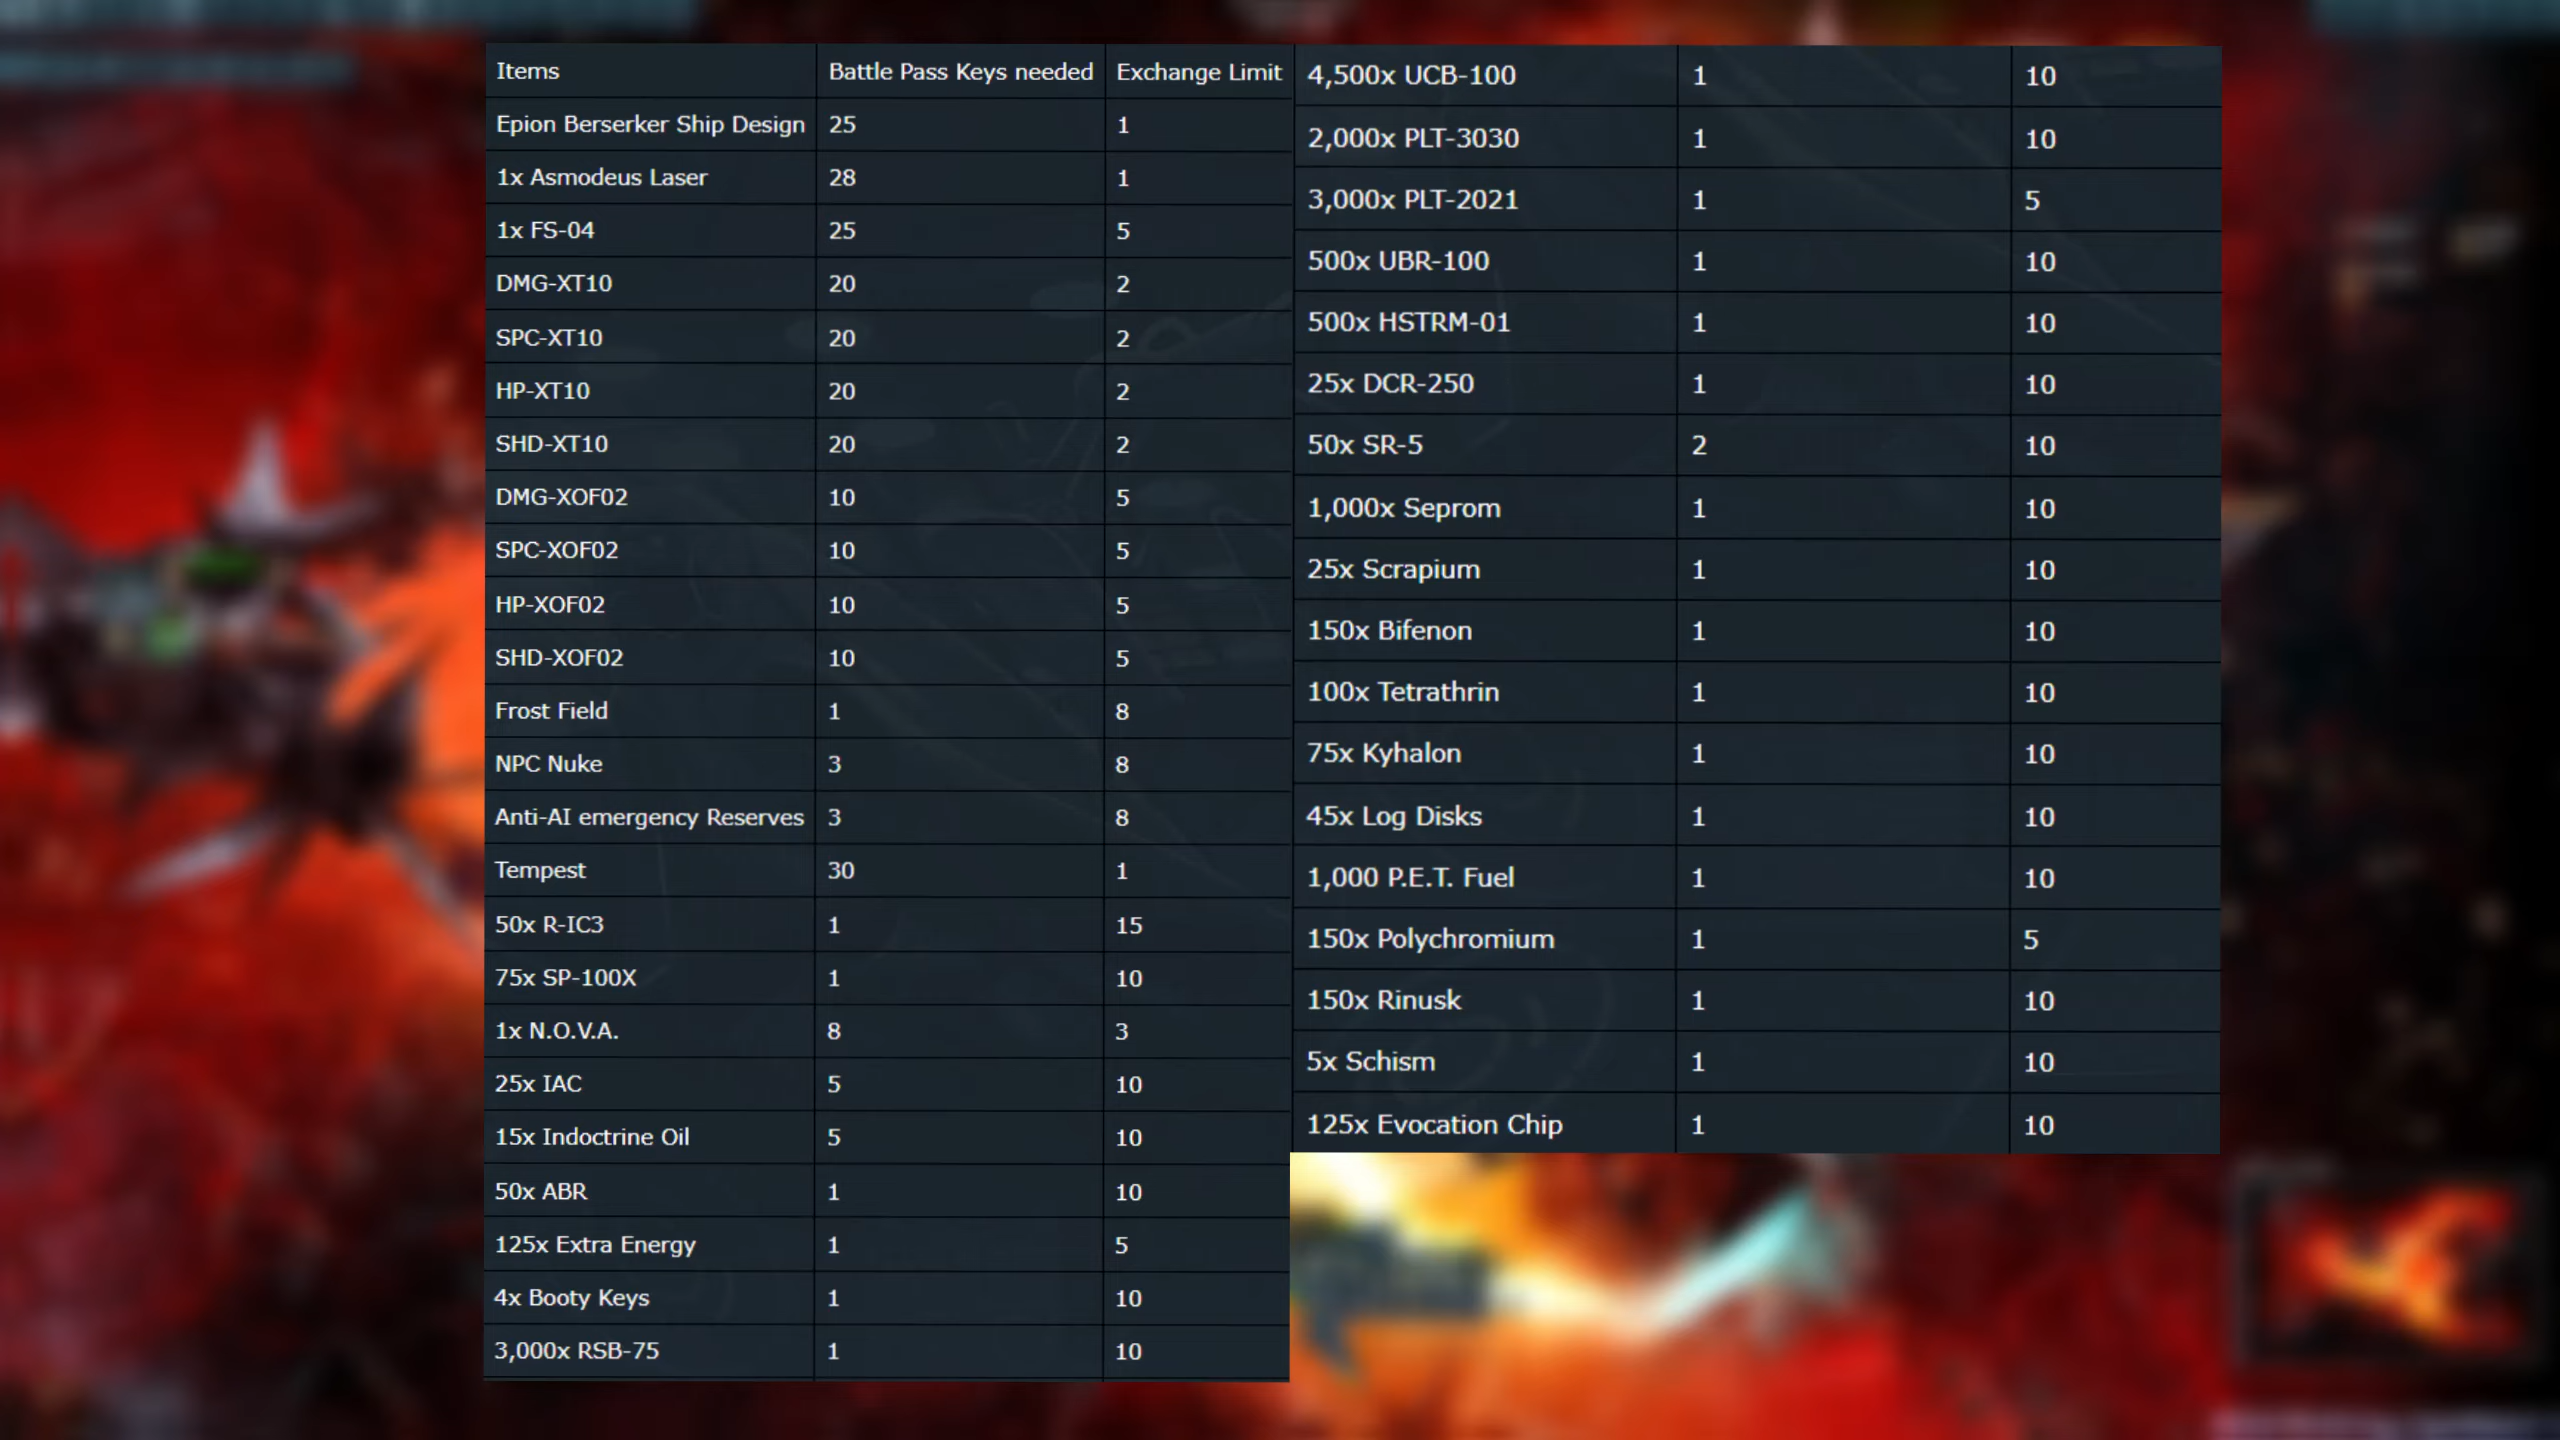 Items Battle Pass Keys needed Exchange Limit
Epion Berserker Ship Design 25 1
1x Asmodeus Laser 28 1
1x FS-04 25 5
DMG-XT10 20 2
SPC-XT10 20 2
HP-XT10 20 2
SHD-XT10 20 2
DMG-XOF02 10 5
SPC-XOF02 10 5
HP-XOF02 10 5
SHD-XOF02 10 5
Frost Field 1 8
NPC Nuke 3 8
Anti-AI emergency Reserves 3 8
Tempest 30 1
50x R-IC3 1 15
75x SP-100X 1 10
1x N.O.V.A. 8 3
25x IAC 5 10
15x Indoctrine Oil 5 10
50x ABR 1 10
125x Extra Energy 1 5
4x Booty Keys 1 10
3,000x RSB-75 1 10
4,500x UCB-100 1 10
2,000x PLT-3030 1 10
3,000x PLT-2021 1 5
500x UBR-100 1 10
500x HSTRM-01 1 10
25x DCR-250 1 10
50x SR-5 2 10
1,000x Seprom 1 10
25x Scrapium 1 10
150x Bifenon 1 10
100x Tetrathrin 1 10
75x Kyhalon 1 10
45x Log Disks 1 10
1,000 P.E.T. Fuel 1 10
150x Polychromium 1 5
150x Rinusk 1 10
5x Schism 1 10
125x Evocation Chip 1 10